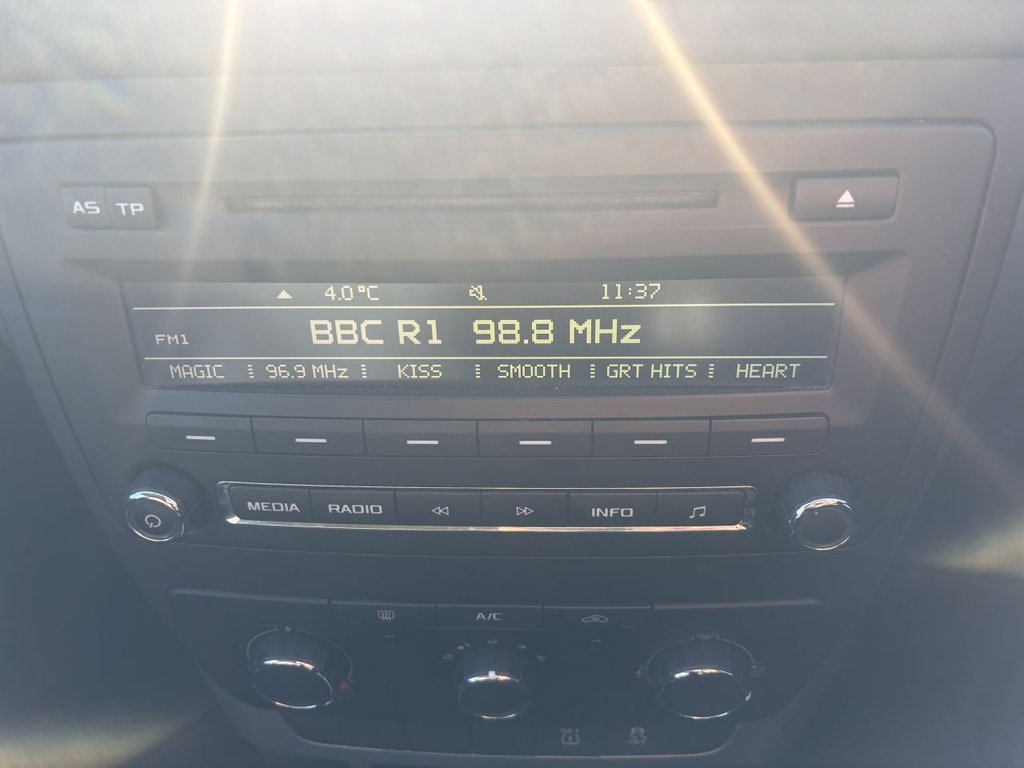 AS TP
4.0°C 11:37
FM1 BBC R1 98.8 MHz
MAGIC 96.9 MHz KISS SMOOTH GRT HITS HEART
MEDIA RADIO INFO
A/C